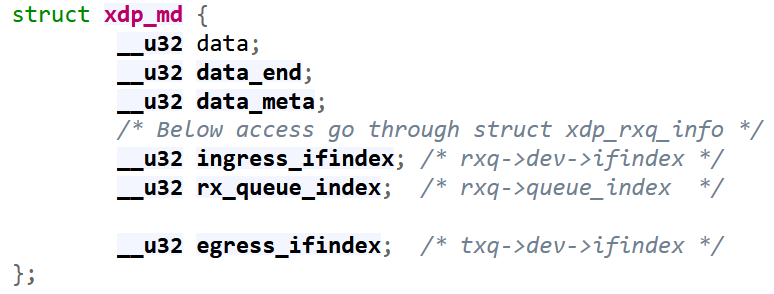 struct xdp_md {
        __u32 data;
        __u32 data_end;
        __u32 data_meta;
        /* Below access go through struct xdp_rxq_info */
        __u32 ingress_ifindex; /* rxq->dev->ifindex */
        __u32 rx_queue_index;  /* rxq->queue_index  */

        __u32 egress_ifindex;  /* txq->dev->ifindex */
};